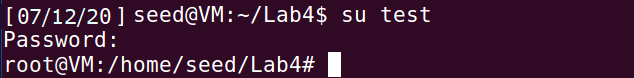 [07/12/20]seed@VM:~/Lab4$ su test
Password:
root@VM:/home/seed/Lab4#